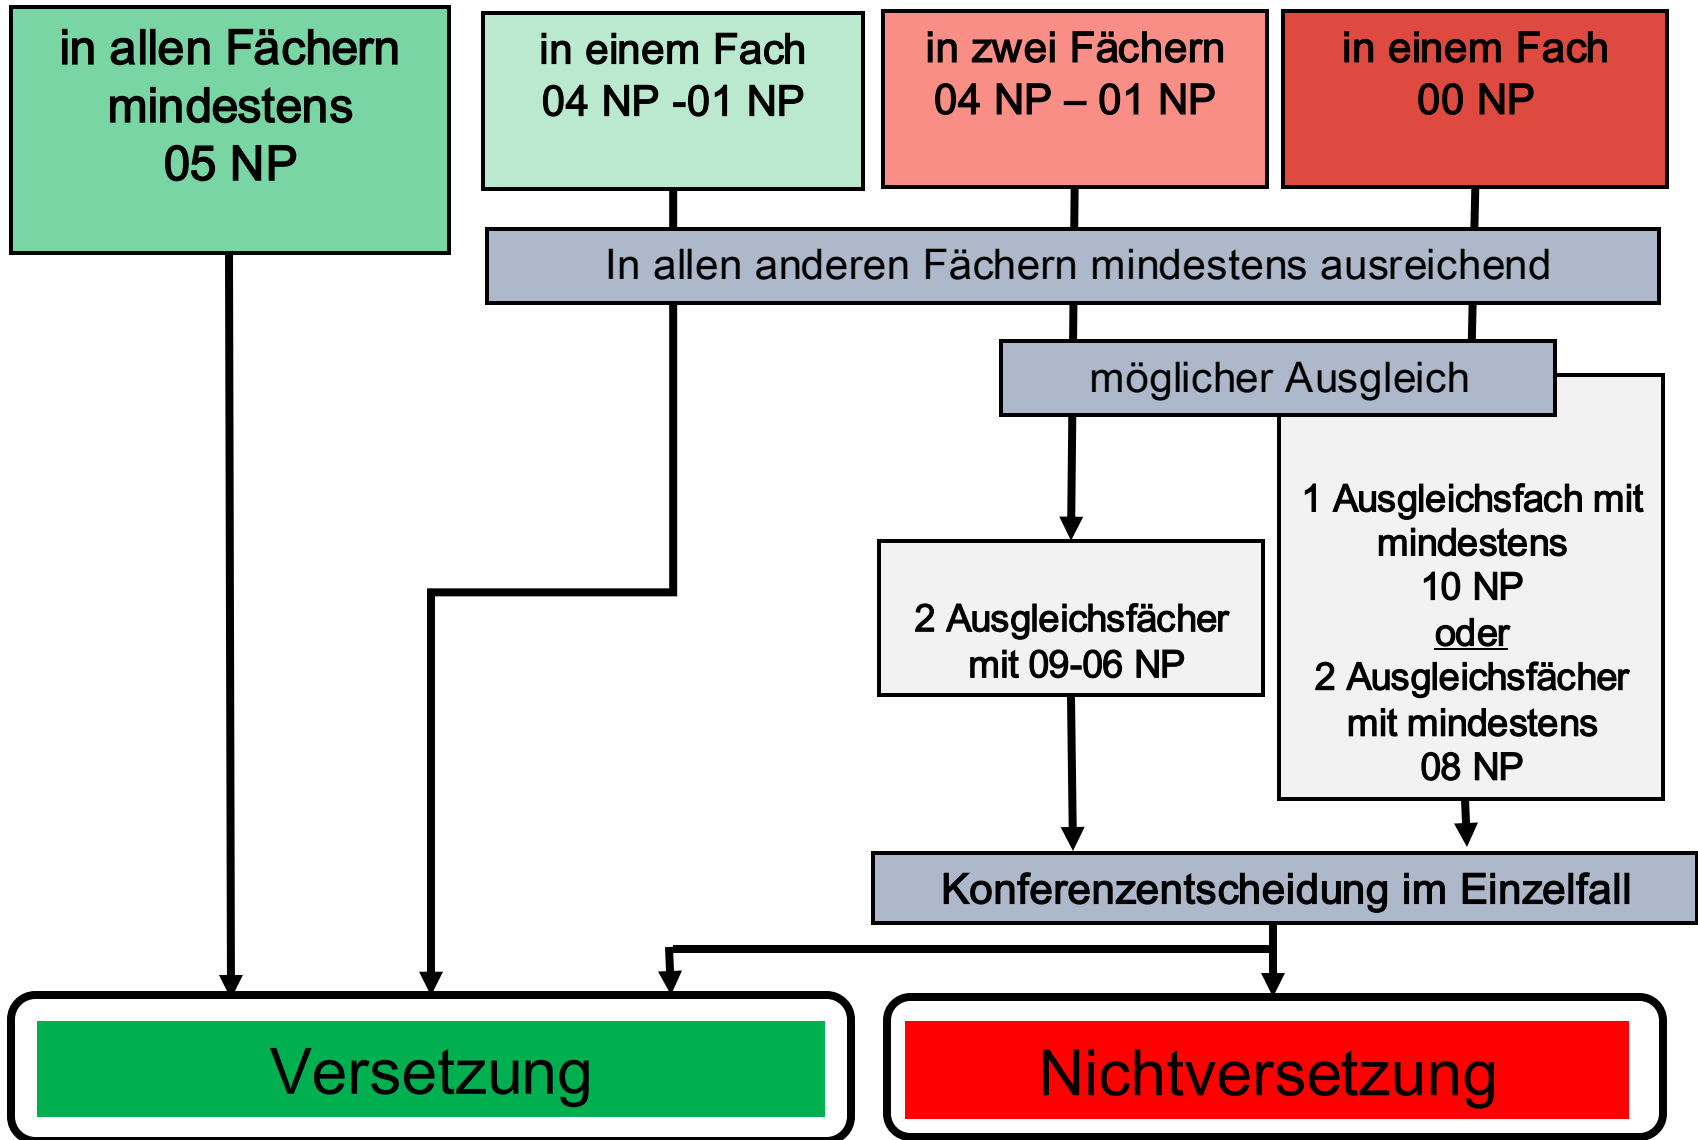 in allen Fächern
mindestens
05 NP
in einem Fach
04 NP -01 NP
in zwei Fächern
04 NP – 01 NP
in einem Fach
00 NP
In allen anderen Fächern mindestens ausreichend
möglicher Ausgleich
2 Ausgleichsfächer
mit 09-06 NP
1 Ausgleichsfach mit
mindestens
10 NP
oder
2 Ausgleichsfächer
mit mindestens
08 NP
Konferenzentscheidung im Einzelfall
Versetzung
Nichtversetzung